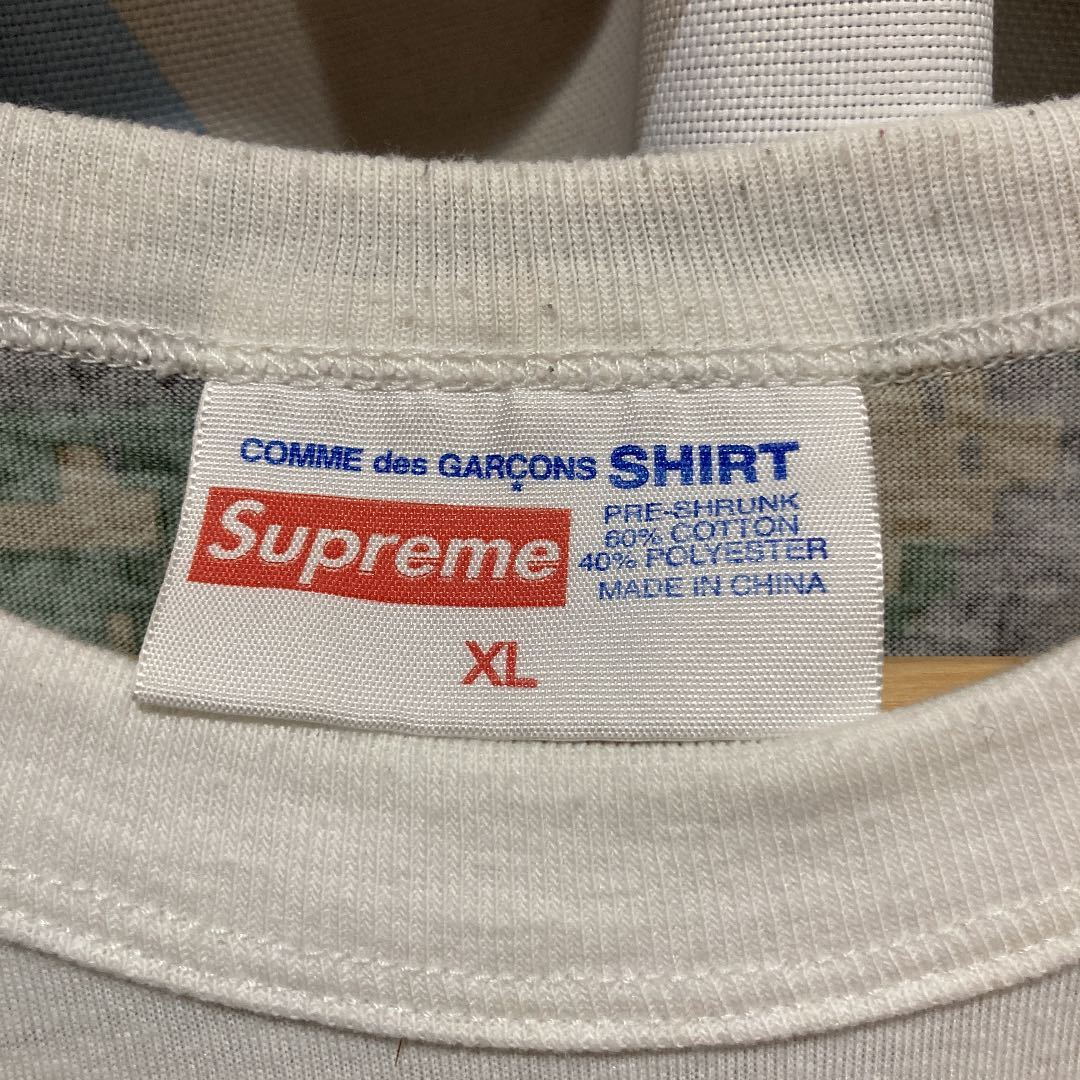 COMME des GARÇONS SHIRT
Supreme
PRE-SHRUNK
60% COTTON
40% POLYESTER
MADE IN CHINA
XL